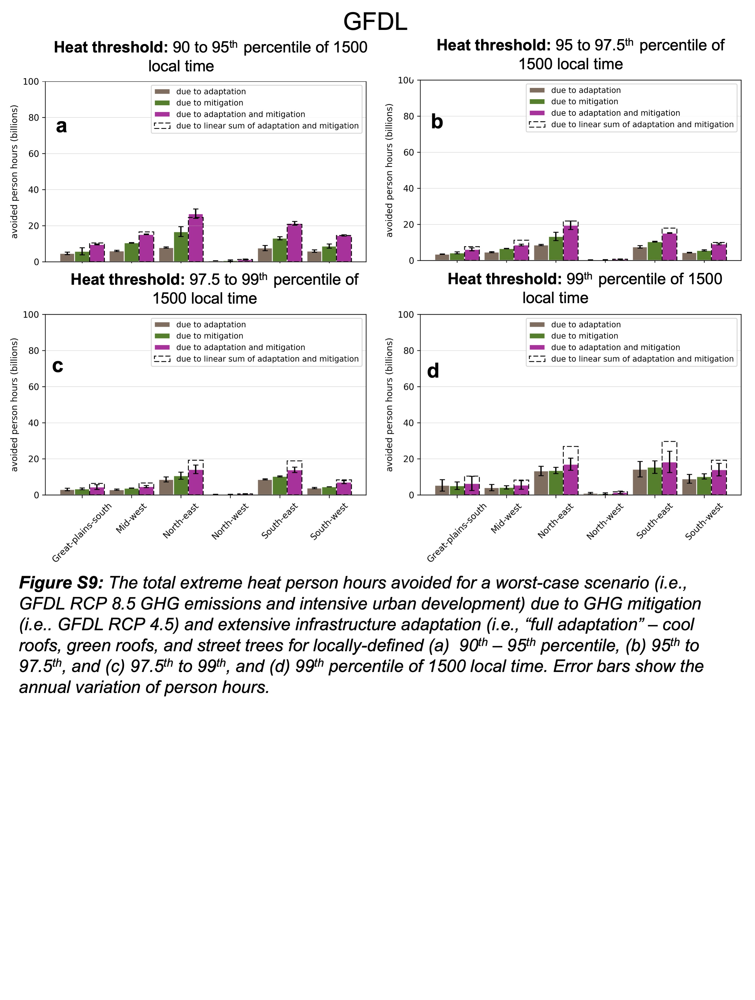 GFDL
Heat threshold: 90 to 95th percentile of 1500
local time
100
80
60
40
20
0
avoided person hours (billions)
a
due to adaptation
due to mitigation
due to adaptation and mitigation
due to linear sum of adaptation and mitigation
Heat threshold: 95 to 97.5th percentile of
1500 local time
100
80
60
40
20
0
avoided person hours (billions)
b
due to adaptation
due to mitigation
due to adaptation and mitigation
due to linear sum of adaptation and mitigation
Heat threshold: 97.5 to 99th percentile of
1500 local time
100
80
60
40
20
0
avoided person hours (billions)
c
due to adaptation
due to mitigation
due to adaptation and mitigation
due to linear sum of adaptation and mitigation
Great-plains-south
Mid-west
North-east
North-west
South-east
South-west
Heat threshold: 99th percentile of 1500
local time
100
80
60
40
20
0
avoided person hours (billions)
d
due to adaptation
due to mitigation
due to adaptation and mitigation
due to linear sum of adaptation and mitigation
Great-plains-south
Mid-west
North-east
North-west
South-east
South-west
Figure S9: The total extreme heat person hours avoided for a worst-case scenario (i.e.,
GFDL RCP 8.5 GHG emissions and intensive urban development) due to GHG mitigation
(i.e.. GFDL RCP 4.5) and extensive infrastructure adaptation (i.e., “full adaptation” – cool
roofs, green roofs, and street trees for locally-defined (a) 90th – 95th percentile, (b) 95th to
97.5th, and (c) 97.5th to 99th, and (d) 99th percentile of 1500 local time. Error bars show the
annual variation of person hours.